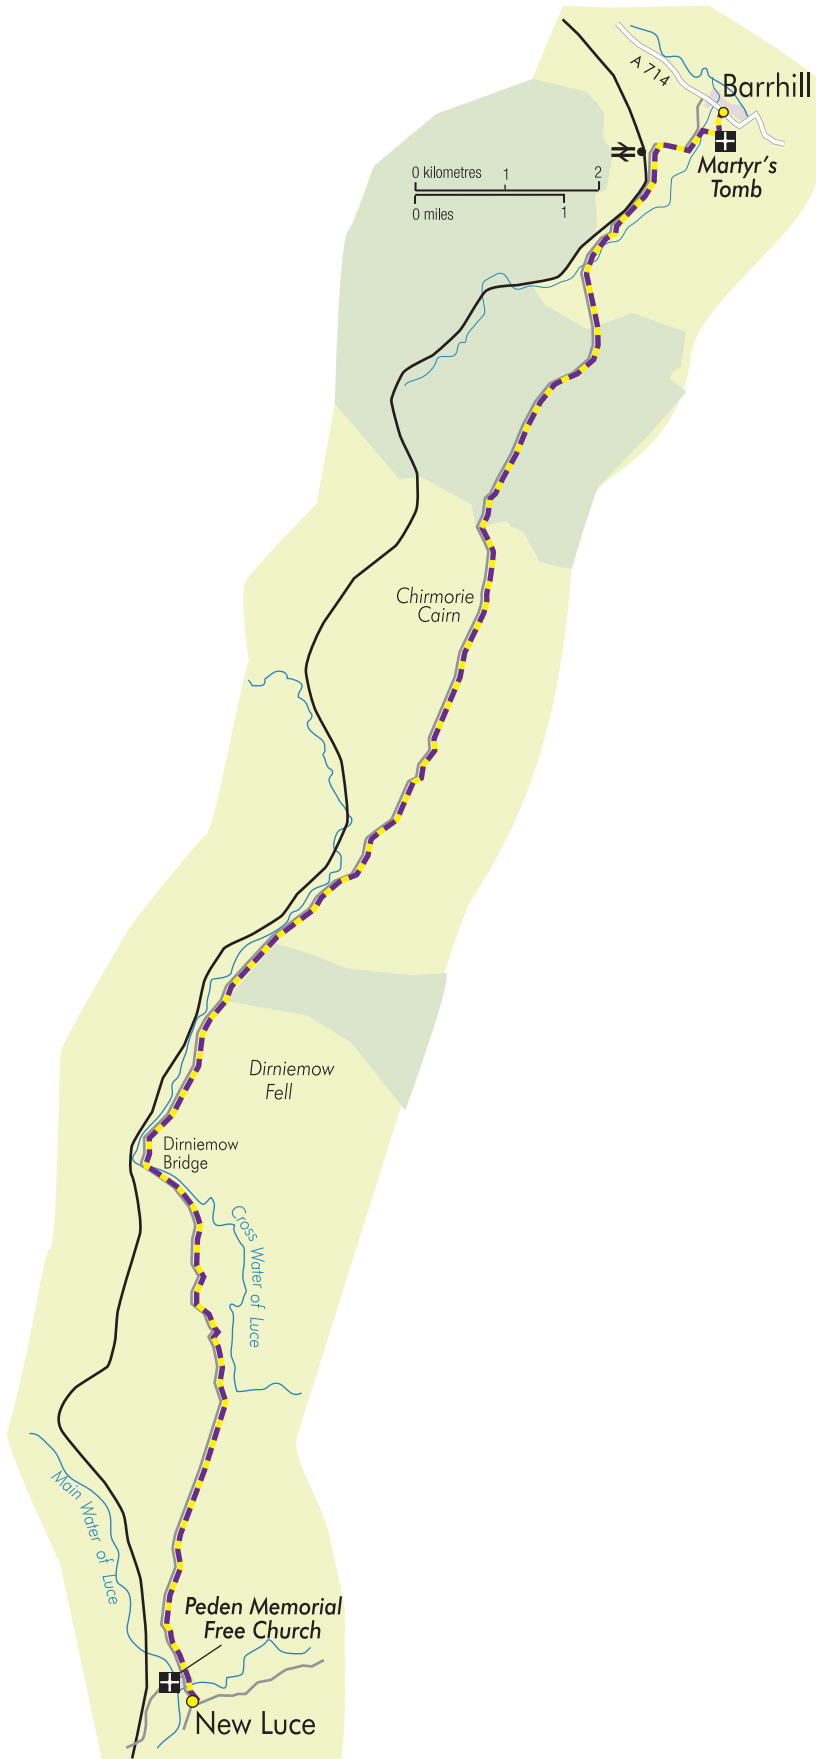 A 714
Barrhill
Martyr's
Tomb
0 kilometres 1 2
0 miles 1
Chirmorie
Cairn
Dirniemow
Fell
Dirniemow
Bridge
Cross Water of Luce
Main Water of Luce
Peden Memorial
Free Church
New Luce